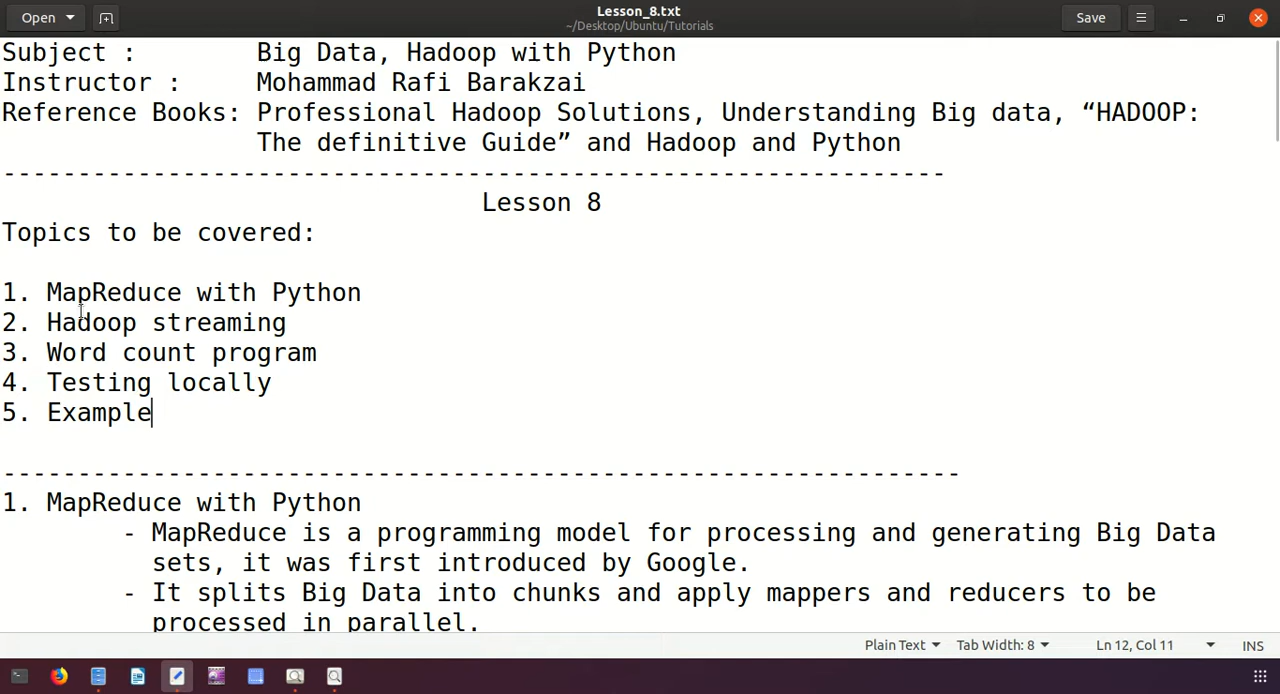 Open
Lesson_8.txt
~/Desktop/Ubuntu/Tutorials
Save
Subject :        Big Data, Hadoop with Python
Instructor :     Mohammad Rafi Barakzai
Reference Books: Professional Hadoop Solutions, Understanding Big data, “HADOOP:
The definitive Guide” and Hadoop and Python
---------------------------------------------------------------
Lesson 8
Topics to be covered:
1. MapReduce with Python
2. Hadoop streaming
3. Word count program
4. Testing locally
5. Example
----------------------------------------------------------------
1. MapReduce with Python
- MapReduce is a programming model for processing and generating Big Data
sets, it was first introduced by Google.
- It splits Big Data into chunks and apply mappers and reducers to be
processed in parallel.
Plain Text Tab Width: 8 Ln 12, Col 11 INS